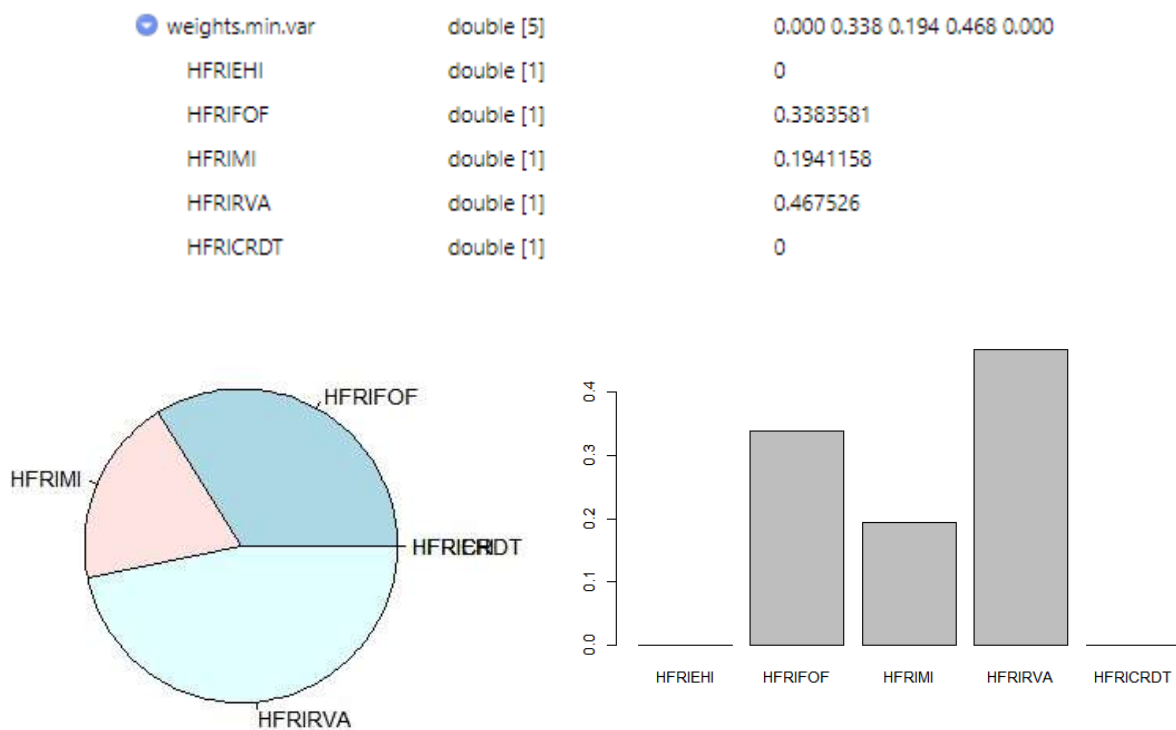 weights.min.var double [5] 0.000 0.338 0.194 0.468 0.000
HFRIEHI double [1] 0
HFRIFOF double [1] 0.3383581
HFRIMI double [1] 0.1941158
HFRIRVA double [1] 0.467526
HFRICRDT double [1] 0
HFRIFOF
HFRIMI
HFRIEHI
HFRICRDT
HFRIRVA
0.4
0.3
0.2
0.1
0.0
HFRIEHI HFRIFOF HFRIMI HFRIRVA HFRICRDT